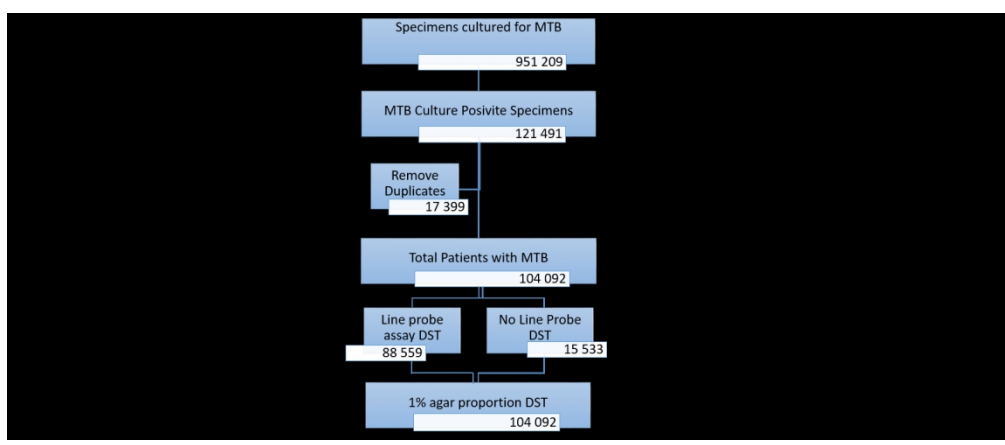 Specimens cultured for MTB
951 209
MTB Culture Posivite Specimens
121 491
Remove
Duplicates
17 399
Total Patients with MTB
104 092
Line probe
assay DST
88 559
No Line Probe
DST
15 533
1% agar proportion DST
104 092